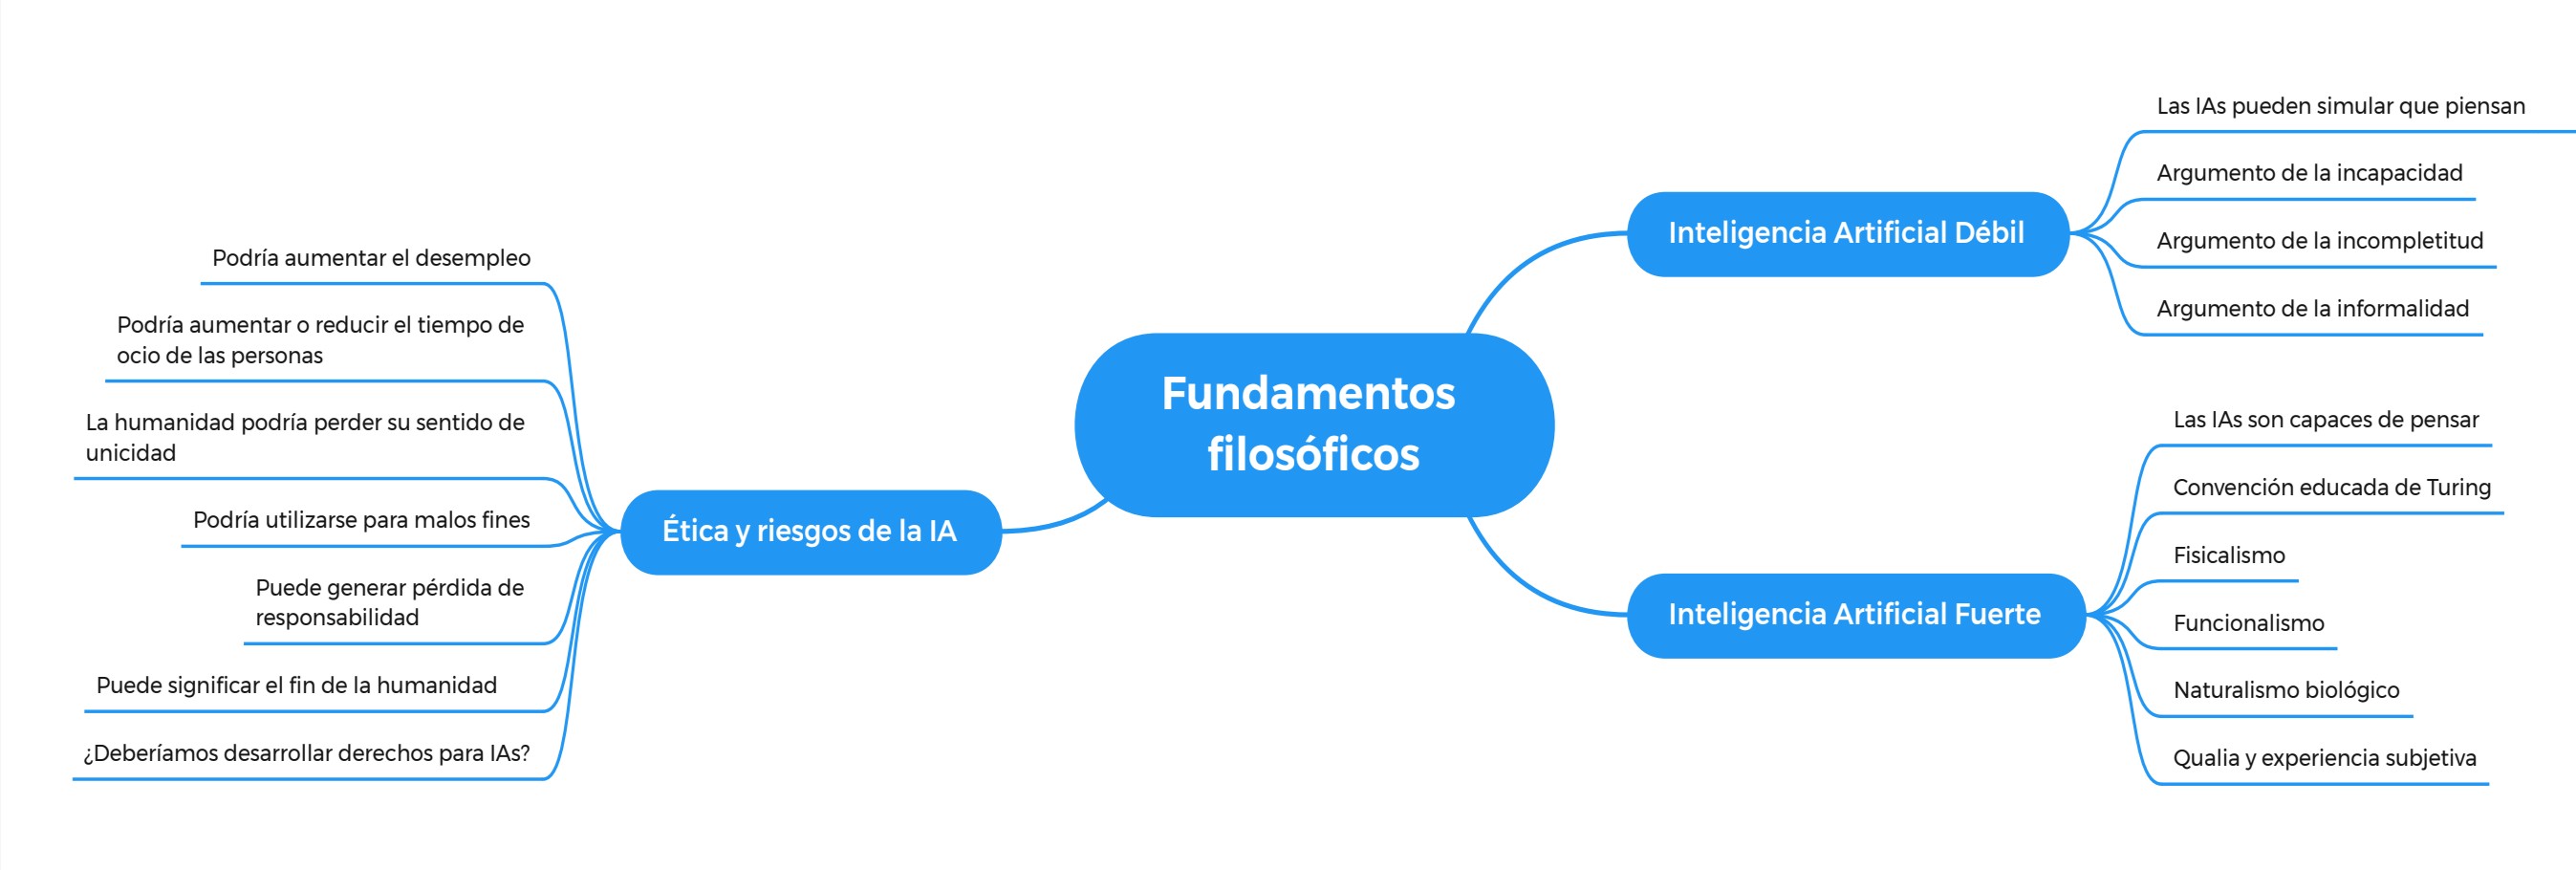 Fundamentos
filosóficos
Inteligencia Artificial Débil
Las IAs pueden simular que piensan
Argumento de la incapacidad
Argumento de la incompletitud
Argumento de la informalidad
Inteligencia Artificial Fuerte
Las IAs son capaces de pensar
Convención educada de Turing
Fisicalismo
Funcionalismo
Naturalismo biológico
Qualia y experiencia subjetiva
Ética y riesgos de la IA
Podría aumentar el desempleo
Podría aumentar o reducir el tiempo de
ocio de las personas
La humanidad podría perder su sentido de
unicidad
Podría utilizarse para malos fines
Puede generar pérdida de
responsabilidad
Puede significar el fin de la humanidad
¿Deberíamos desarrollar derechos para IAs?